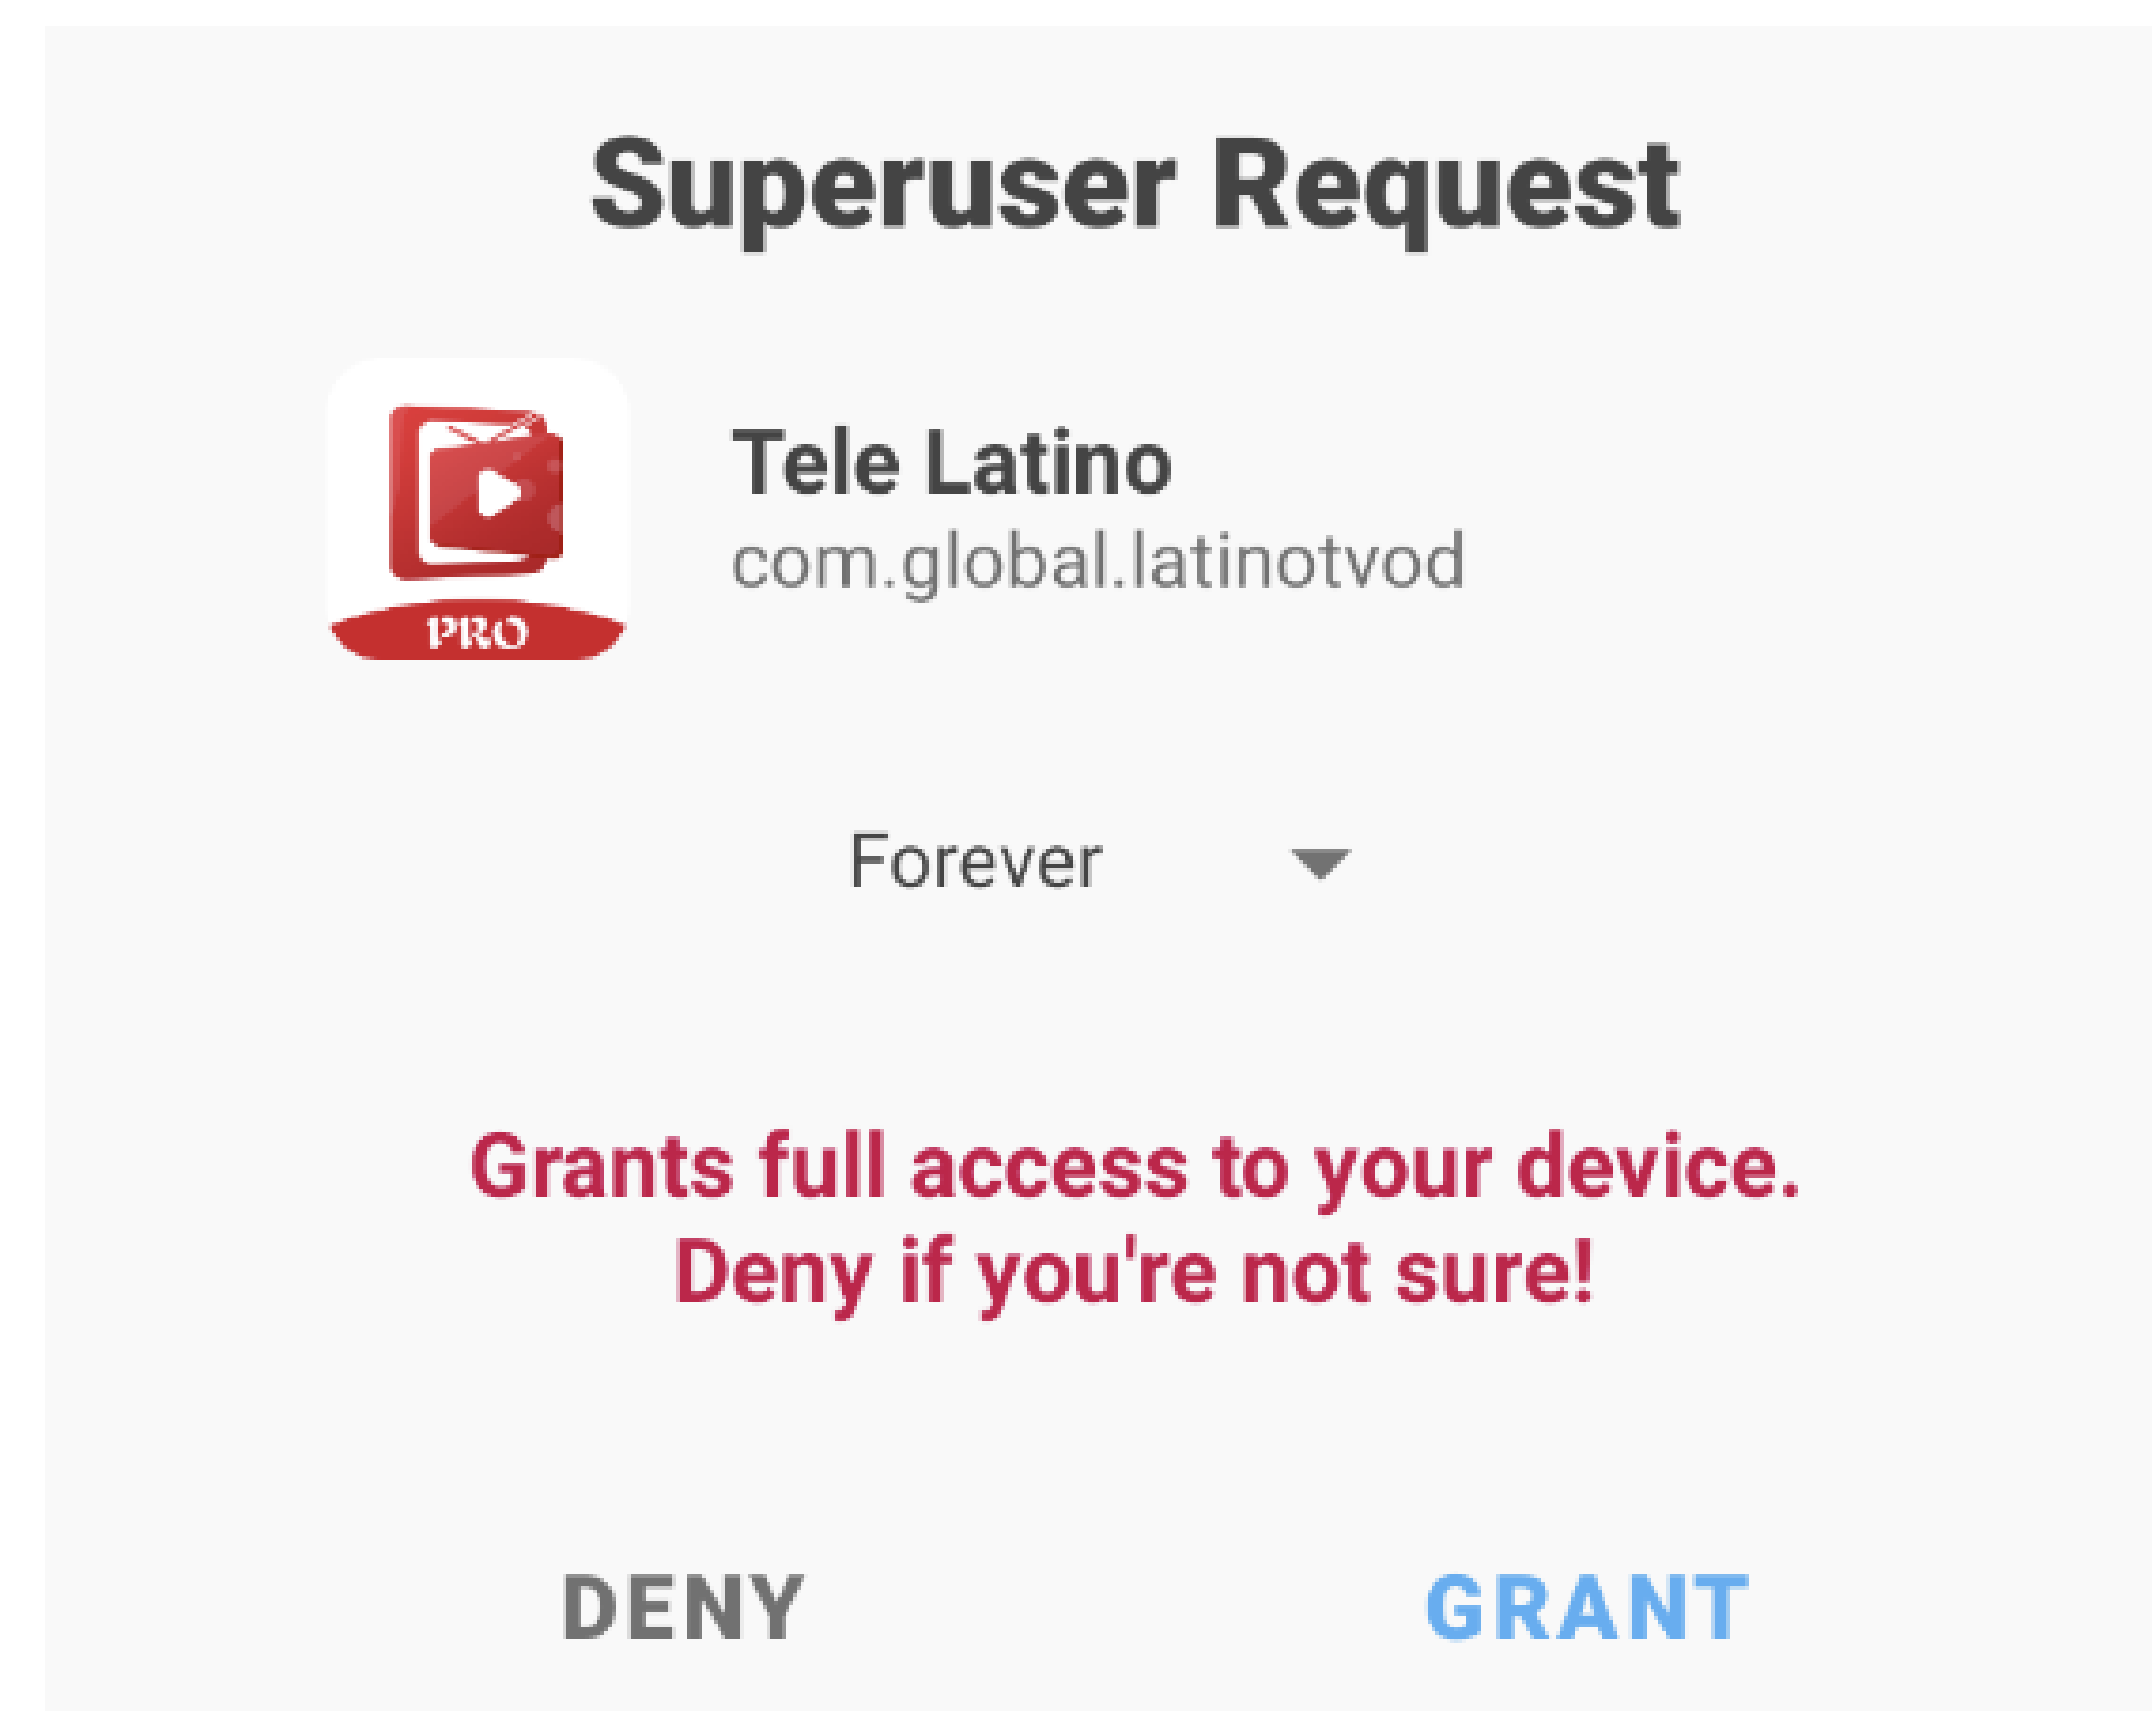 Superuser Request
Tele Latino
com.global.latinotvod
PRO
Forever
Grants full access to your device.
Deny if you're not sure!
DENY
GRANT